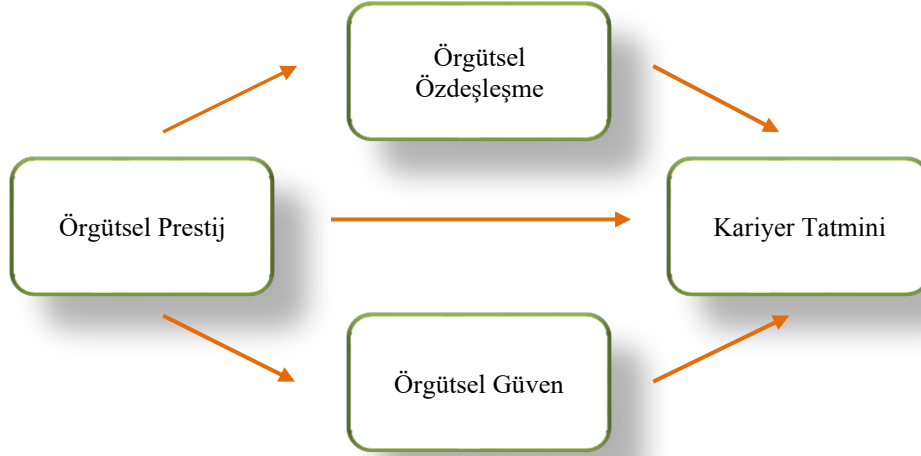 Örgütsel
Özdeşleşme
Örgütsel Prestij
Kariyer Tatmini
Örgütsel Güven